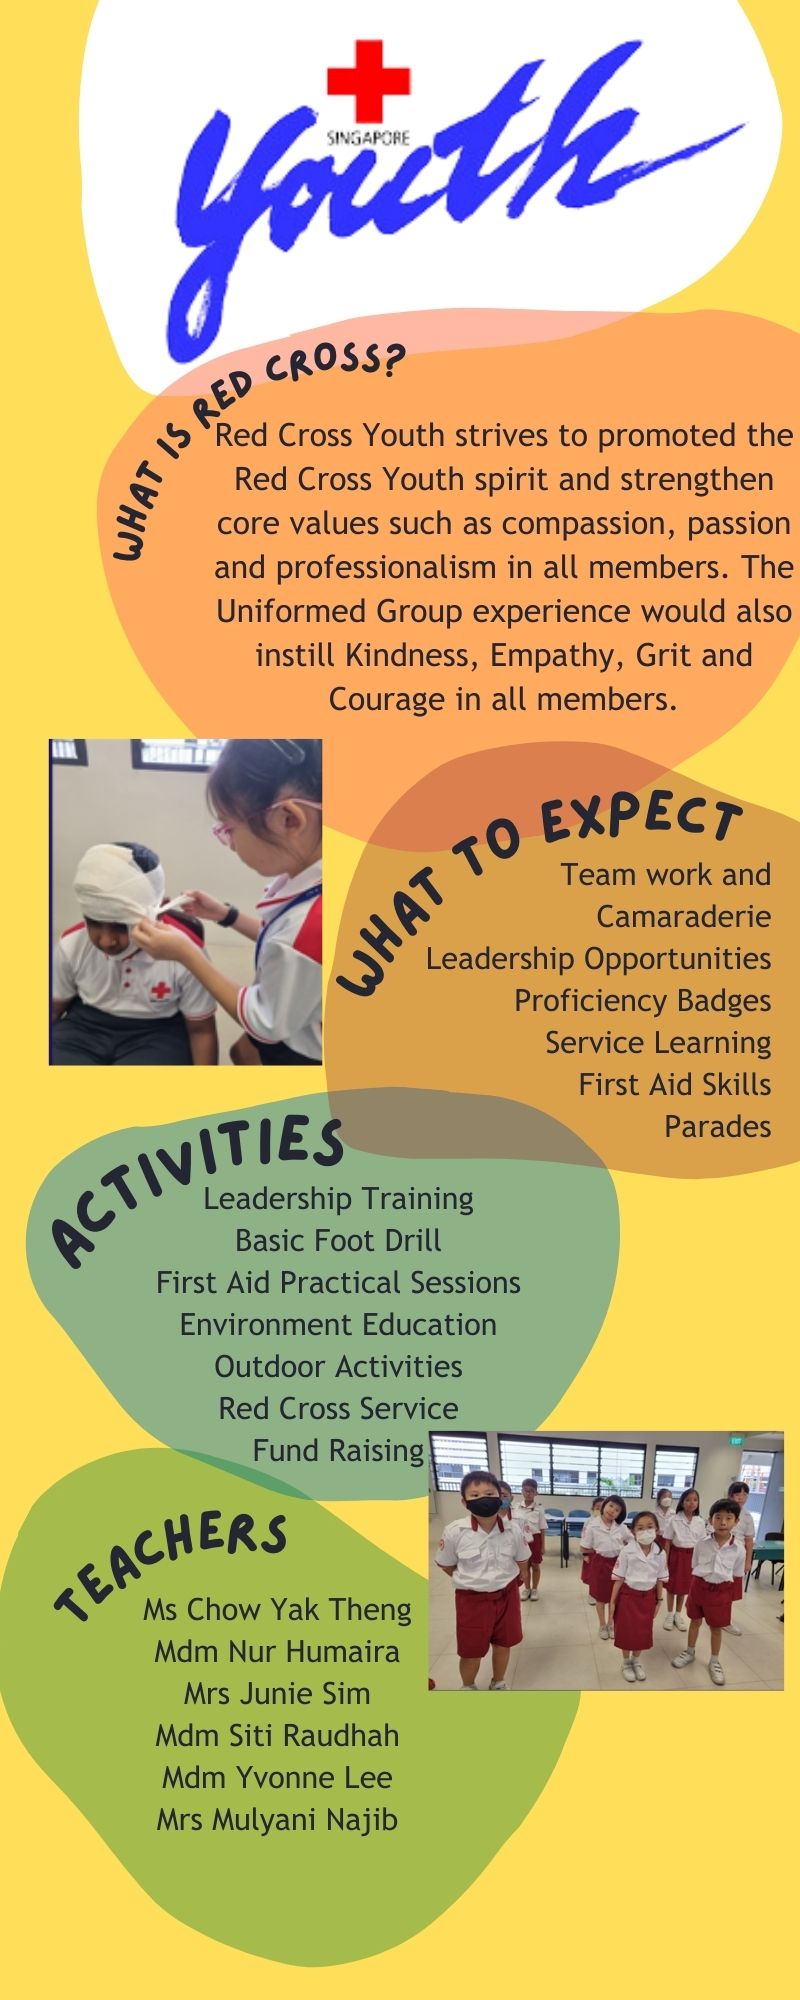 SINGAPORE
Youth
WHAT IS RED CROSS?
Red Cross Youth strives to promoted the
Red Cross Youth spirit and strengthen
core values such as compassion, passion
and professionalism in all members. The
Uniformed Group experience would also
instill Kindness, Empathy, Grit and
Courage in all members.
WHAT TO EXPECT
Team work and
Camaraderie
Leadership Opportunities
Proficiency Badges
Service Learning
First Aid Skills
Parades
ACTIVITIES
Leadership Training
Basic Foot Drill
First Aid Practical Sessions
Environment Education
Outdoor Activities
Red Cross Service
Fund Raising
TEACHERS
Ms Chow Yak Theng
Mdm Nur Humaira
Mrs Junie Sim
Mdm Siti Raudhah
Mdm Yvonne Lee
Mrs Mulyani Najib